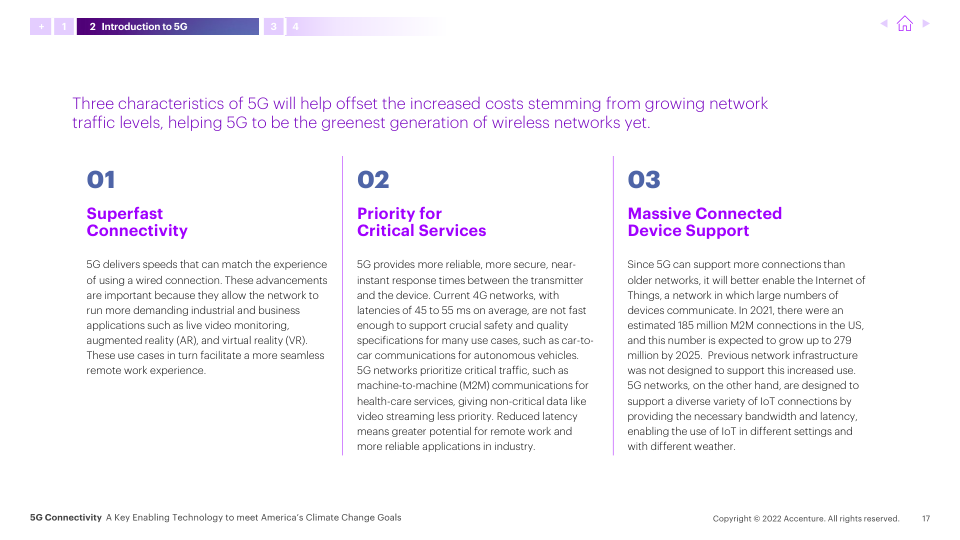 + 1 2 Introduction to 5G 3 4
Three characteristics of 5G will help offset the increased costs stemming from growing network
traffic levels, helping 5G to be the greenest generation of wireless networks yet.
01
Superfast
Connectivity
5G delivers speeds that can match the experience
of using a wired connection. These advancements
are important because they allow the network to
run more demanding industrial and business
applications such as live video monitoring,
augmented reality (AR), and virtual reality (VR).
These use cases in turn facilitate a more seamless
remote work experience.
02
Priority for
Critical Services
5G provides more reliable, more secure, near-
instant response times between the transmitter
and the device. Current 4G networks, with
latencies of 45 to 55 ms on average, are not fast
enough to support crucial safety and quality
specifications for many use cases, such as car-to-
car communications for autonomous vehicles.
5G networks prioritize critical traffic, such as
machine-to-machine (M2M) communications for
health-care services, giving non-critical data like
video streaming less priority. Reduced latency
means greater potential for remote work and
more reliable applications in industry.
03
Massive Connected
Device Support
Since 5G can support more connections than
older networks, it will better enable the Internet of
Things, a network in which large numbers of
devices communicate. In 2021, there were an
estimated 185 million M2M connections in the US,
and this number is expected to grow up to 279
million by 2025. Previous network infrastructure
was not designed to support this increased use.
5G networks, on the other hand, are designed to
support a diverse variety of IoT connections by
providing the necessary bandwidth and latency,
enabling the use of IoT in different settings and
with different weather.
5G Connectivity A Key Enabling Technology to meet America's Climate Change Goals
Copyright © 2022 Accenture. All rights reserved. 17